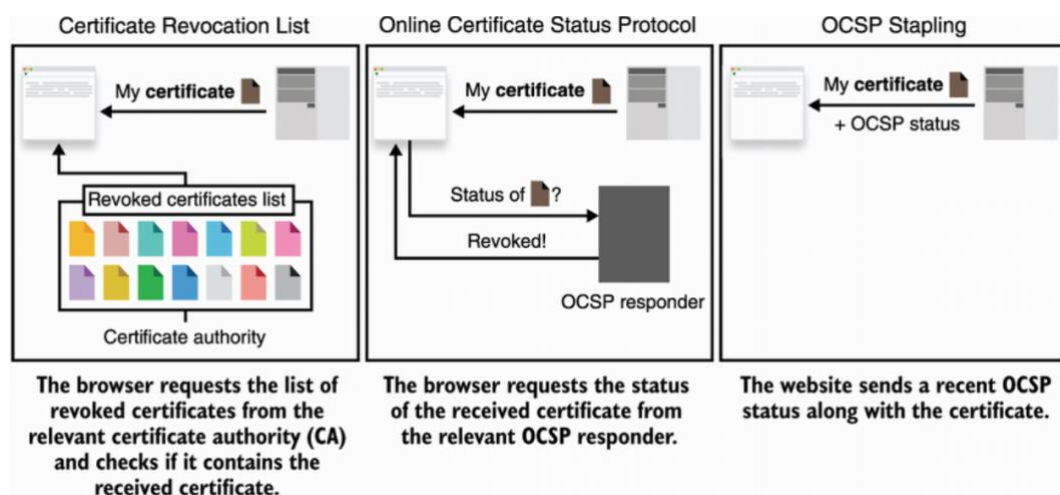 Certificate Revocation List
My certificate
Revoked certificates list
Certificate authority
The browser requests the list of
revoked certificates from the
relevant certificate authority (CA)
and checks if it contains the
received certificate.
Online Certificate Status Protocol
My certificate
Status of ?
Revoked!
OCSP responder
The browser requests the status
of the received certificate from
the relevant OCSP responder.
OCSP Stapling
My certificate
+ OCSP status
The website sends a recent OCSP
status along with the certificate.